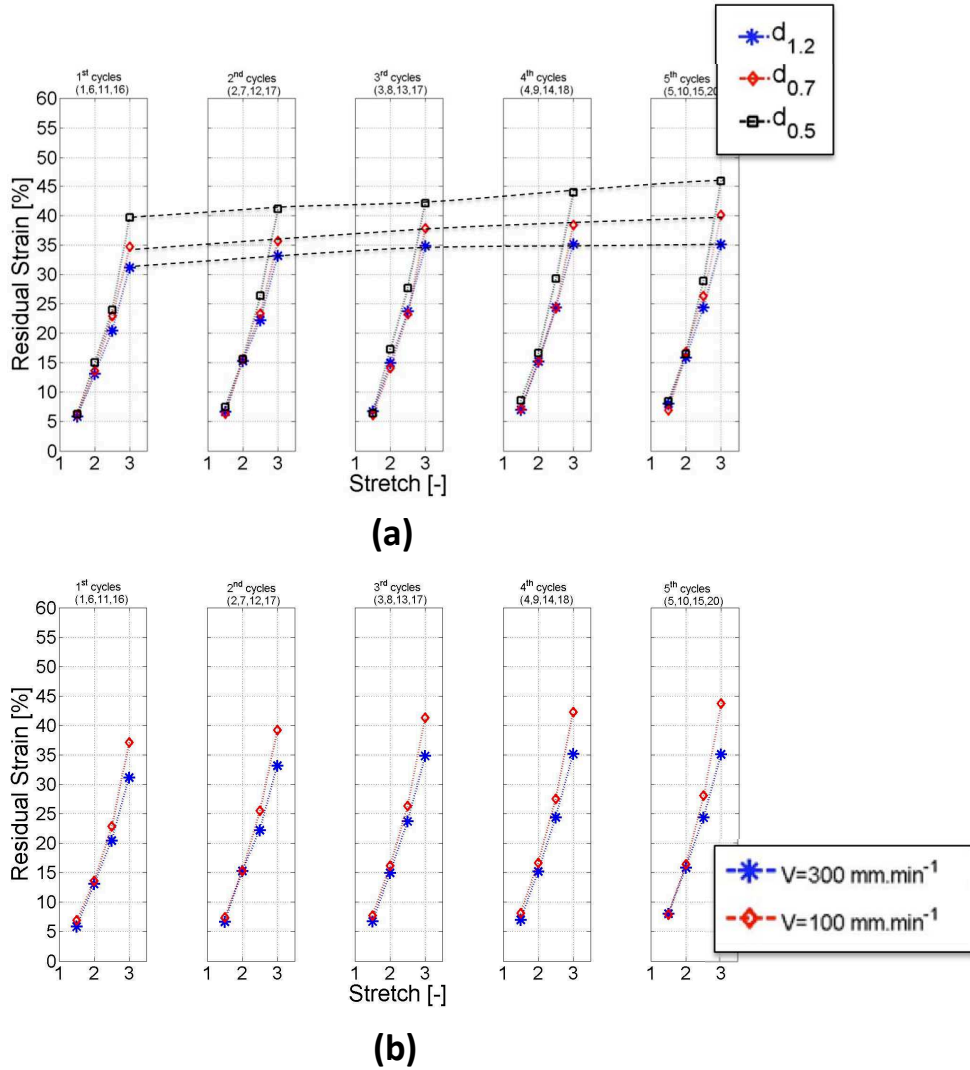 d1.2
d0.7
d0.5
1st cycles
(1,6,11,16)
2nd cycles
(2,7,12,17)
3rd cycles
(3,8,13,17)
4th cycles
(4,9,14,18)
5th cycles
(5,10,15,20
60
55
50
45
40
35
30
25
20
15
10
5
0
Residual Strain [%]
1 2 3 1 2 3 1 2 3 1 2 3 1 2 3
Stretch [-]
(a)
1st cycles
(1,6,11,16)
2nd cycles
(2,7,12,17)
3rd cycles
(3,8,13,17)
4th cycles
(4,9,14,18)
5th cycles
(5,10,15,20)
60
55
50
45
40
35
30
25
20
15
10
5
0
Residual Strain [%]
1 2 3 1 2 3 1 2 3 1 2 3 1 2 3
Stretch [-]
V=300 mm.min-1
V=100 mm.min-1
(b)